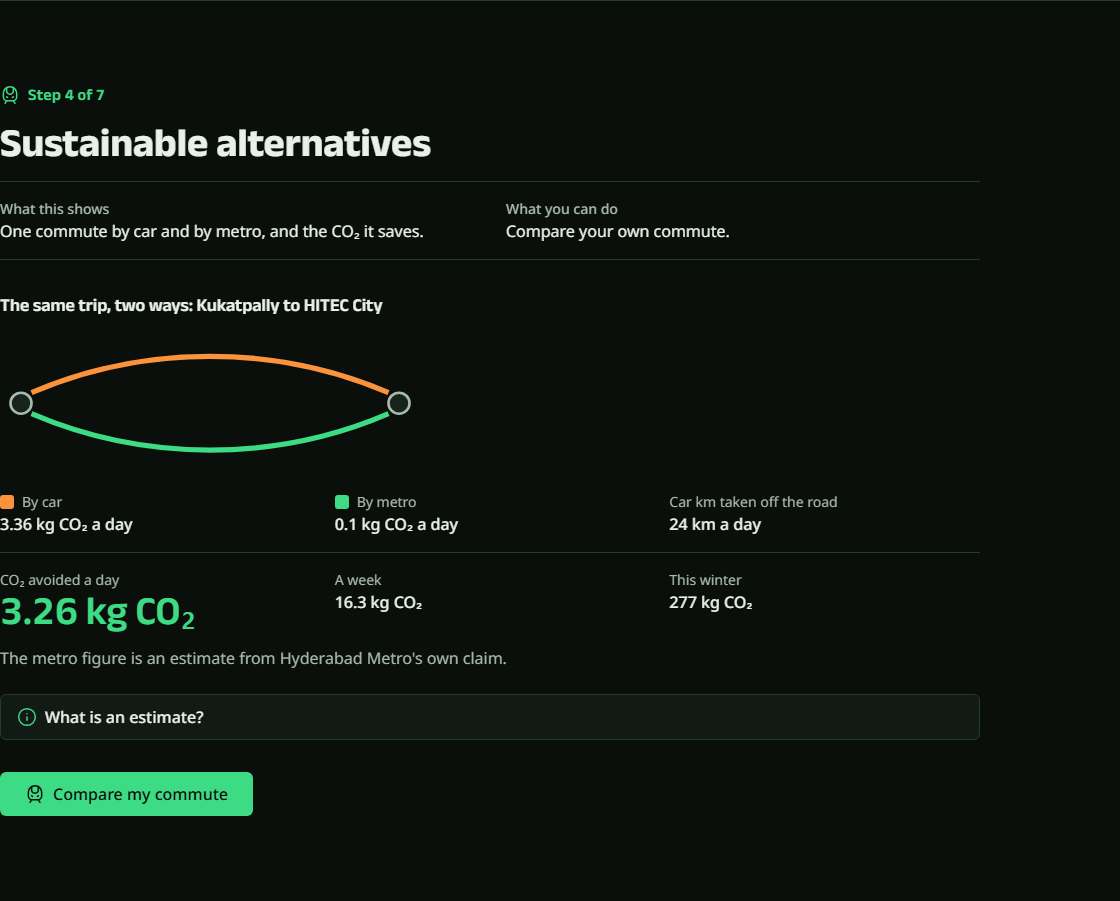 Step 4 of 7
Sustainable alternatives
What this shows
One commute by car and by metro, and the CO₂ it saves.
What you can do
Compare your own commute.
The same trip, two ways: Kukatpally to HITEC City
By car
3.36 kg CO₂ a day
By metro
0.1 kg CO₂ a day
Car km taken off the road
24 km a day
CO₂ avoided a day
3.26 kg CO₂
A week
16.3 kg CO₂
This winter
277 kg CO₂
The metro figure is an estimate from Hyderabad Metro's own claim.
What is an estimate?
Compare my commute